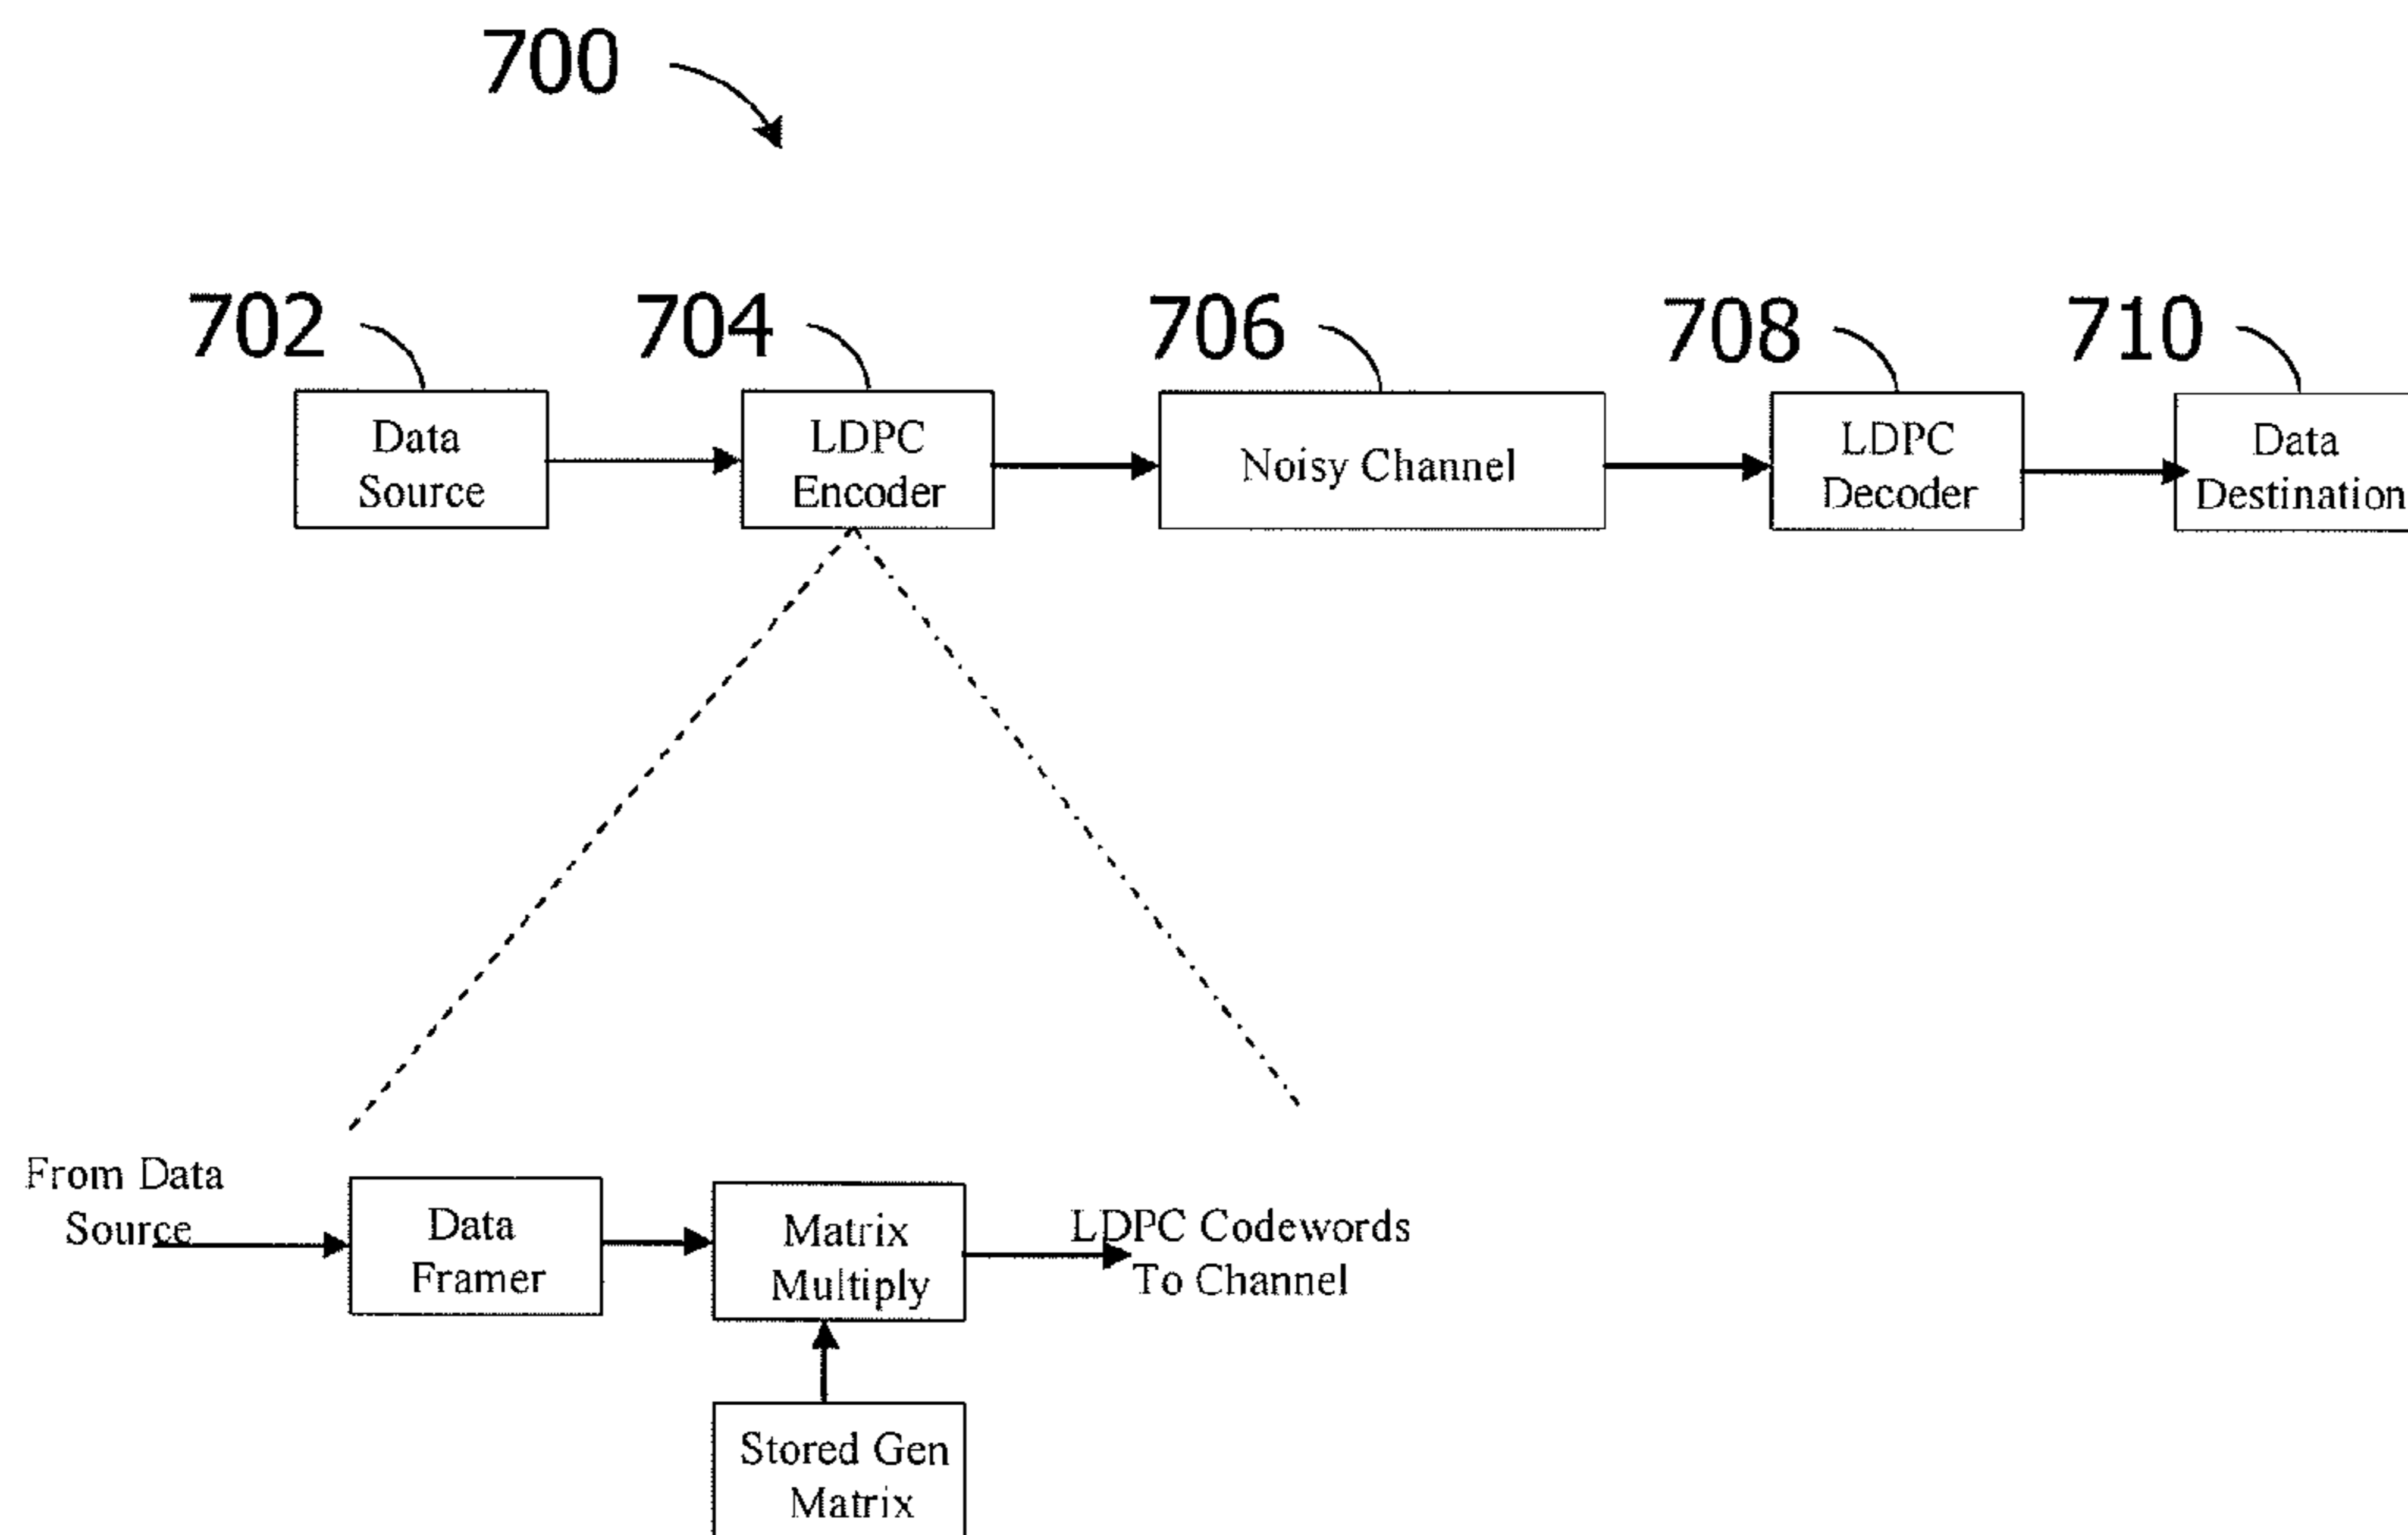 700
702
704
706
708
710
Data
Source
LDPC
Encoder
Noisy Channel
LDPC
Decoder
Data
Destination
From Data
Source
Data
Framer
Matrix
Multiply
LDPC Codewords
To Channel
Stored Gen
Matrix